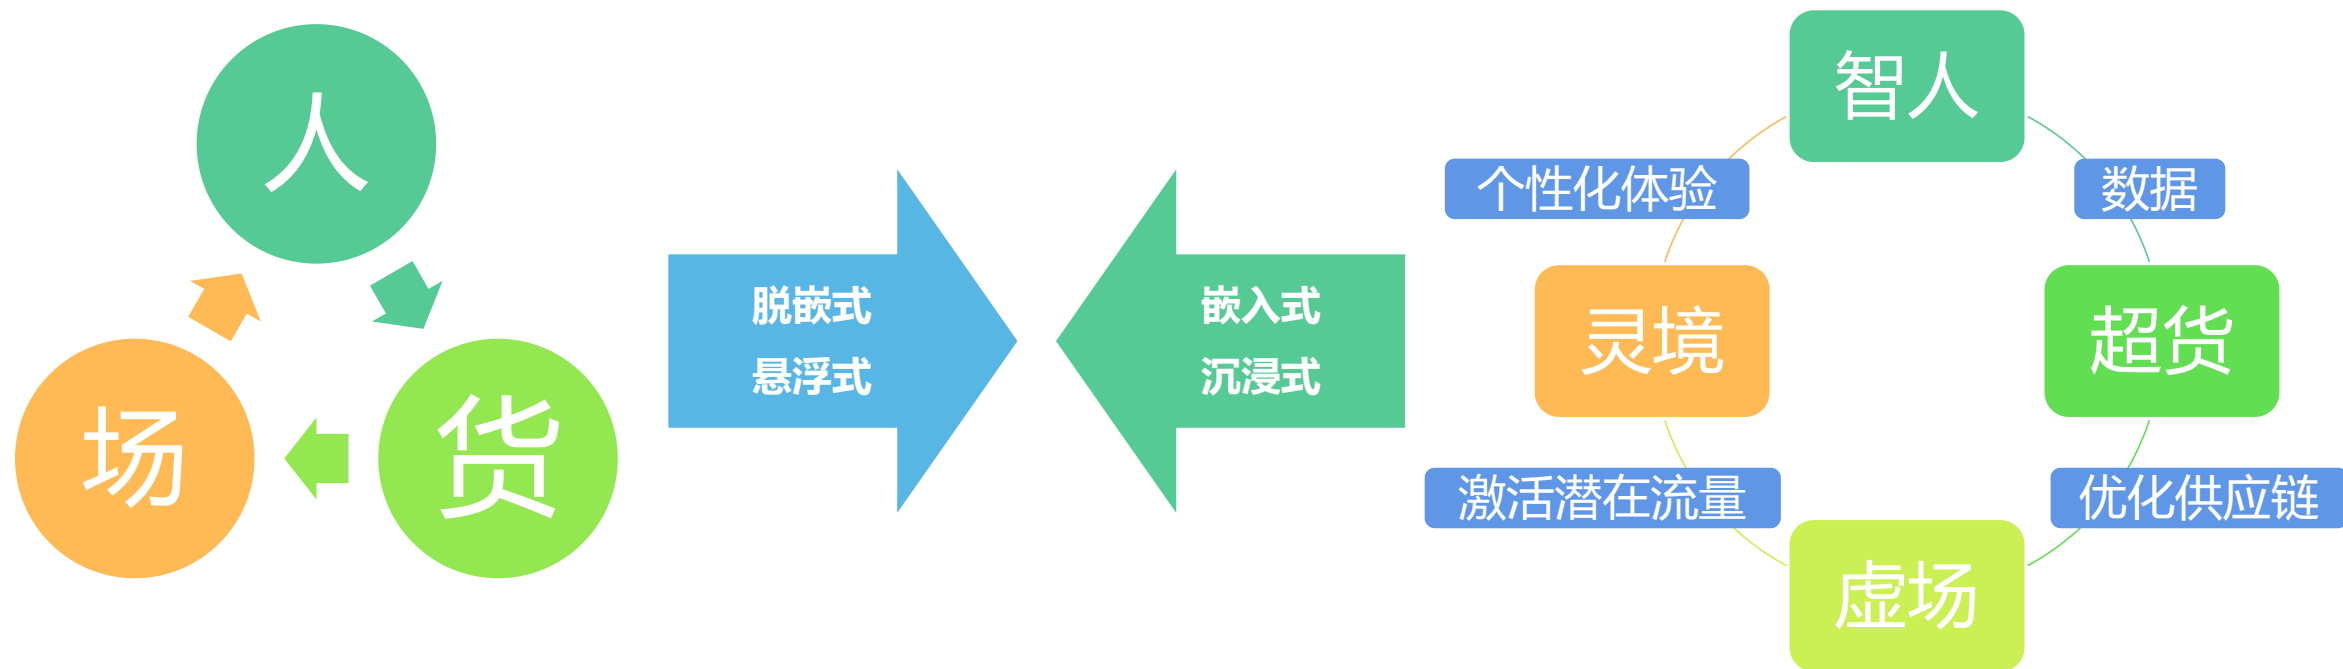 人
货
场
脱嵌式
悬浮式
嵌入式
沉浸式
智人
数据
超货
优化供应链
虚场
激活潜在流量
灵境
个性化体验